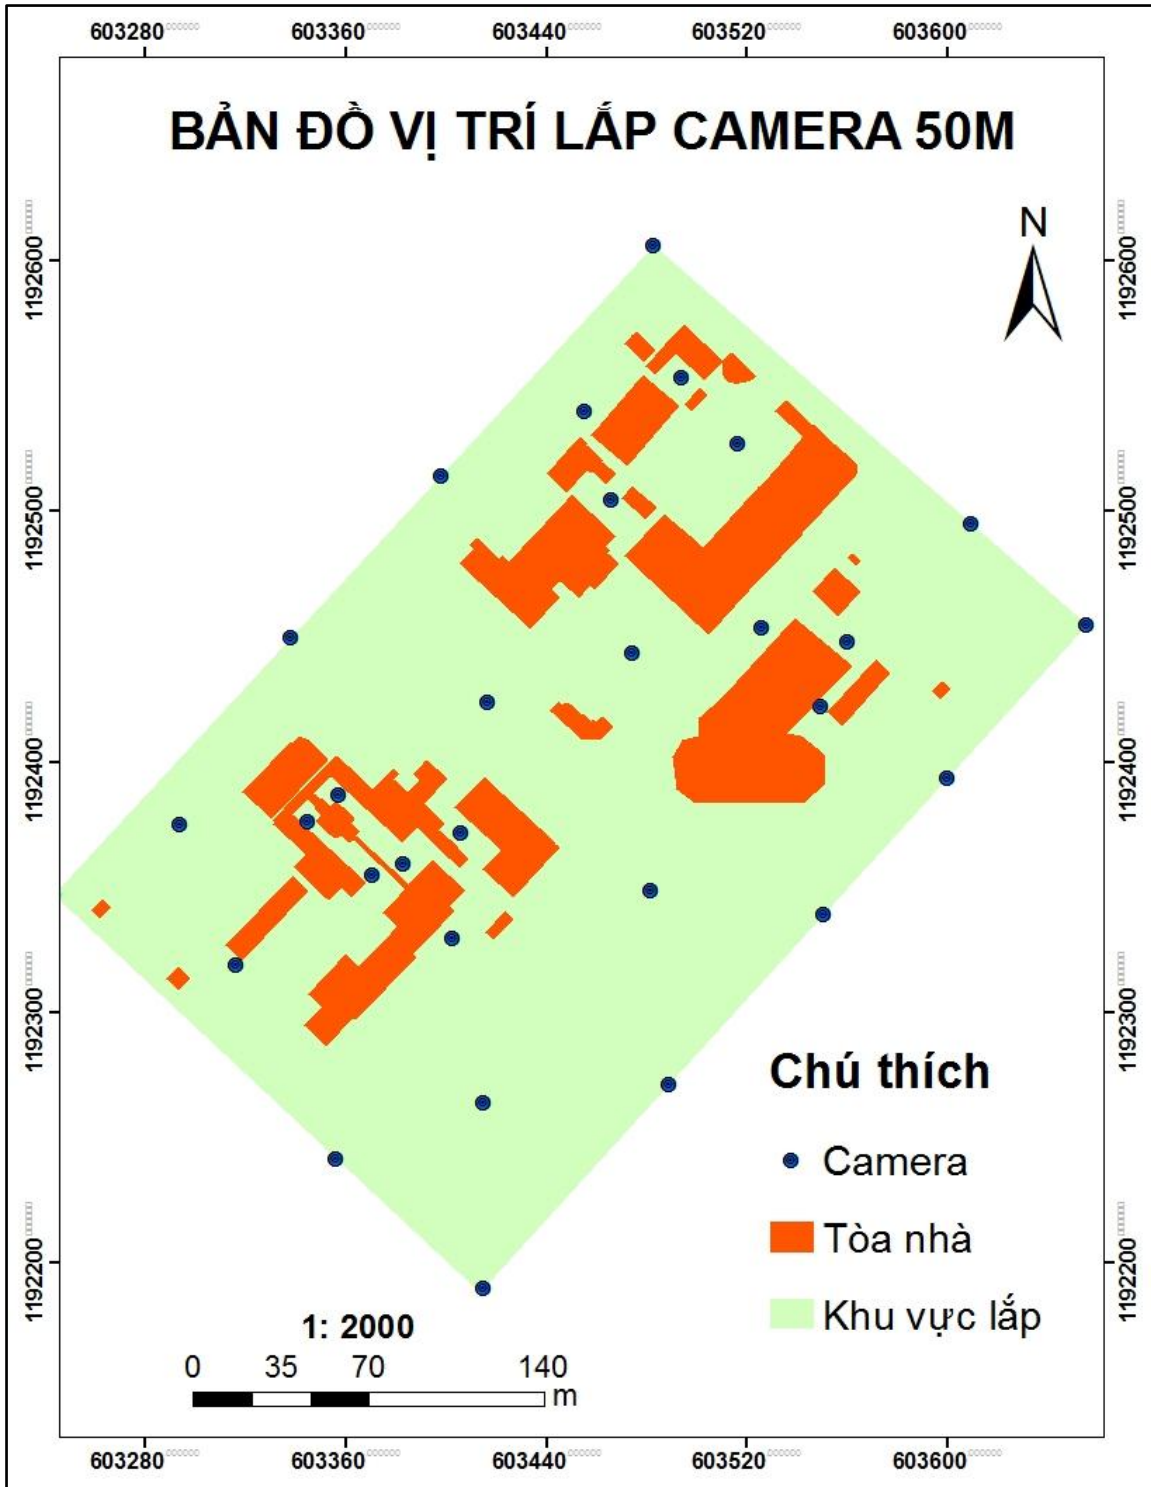 603280 603360 603440 603520 603600
BẢN ĐỒ VỊ TRÍ LẮP CAMERA 50M
N
1192600 1192600
1192500 1192500
1192400 1192400
1192300 1192300
1192200 1192200
Chú thích
Camera
Tòa nhà
Khu vực lắp
1: 2000
0 35 70 140
m
603280 603360 603440 603520 603600